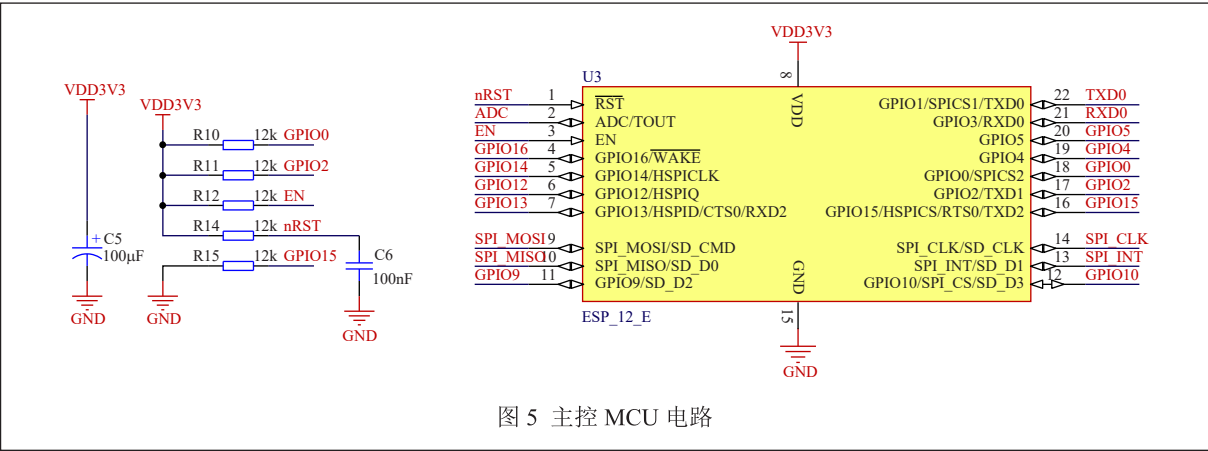 VDD3V3
C5
100μF
GND
VDD3V3
R10 12k GPIO0
R11 12k GPIO2
R12 12k EN
R14 12k nRST
R15 12k GPIO15
GND
C6
100nF
GND
VDD3V3
8
U3
VDD
nRST 1 RST
ADC 2 ADC/TOUT
EN 3 EN
GPIO16 4 GPIO16/WAKE
GPIO14 5 GPIO14/HSPICLK
GPIO12 6 GPIO12/HSPIQ
GPIO13 7 GPIO13/HSPID/CTS0/RXD2
SPI_MOSI 9 SPI_MOSI/SD_CMD
SPI_MISO 10 SPI_MISO/SD_D0
GPIO9 11 GPIO9/SD_D2
GPIO1/SPICS1/TXD0 22 TXD0
GPIO3/RXD0 21 RXD0
GPIO5 20 GPIO5
GPIO4 19 GPIO4
GPIO0/SPICS2 18 GPIO0
GPIO2/TXD1 17 GPIO2
GPIO15/HSPICS/RTS0/TXD2 16 GPIO15
SPI_CLK/SD_CLK 14 SPI_CLK
SPI_INT/SD_D1 13 SPI_INT
GPIO10/SPI_CS/SD_D3 12 GPIO10
GND
ESP_12_E
15
GND
图 5 主控 MCU 电路